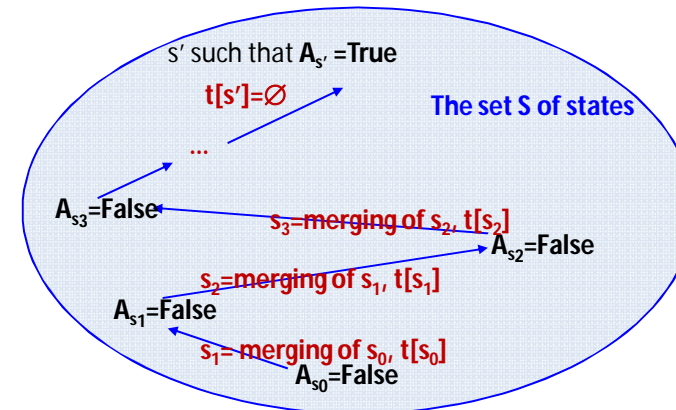 s' such that Aₛ' =True
t[s']=∅
The set S of states
...
Aₛ₃=False
s₃=merging of s₂, t[s₂]
Aₛ₂=False
s₂=merging of s₁, t[s₁]
Aₛ₁=False
s₁= merging of s₀, t[s₀]
Aₛ₀=False